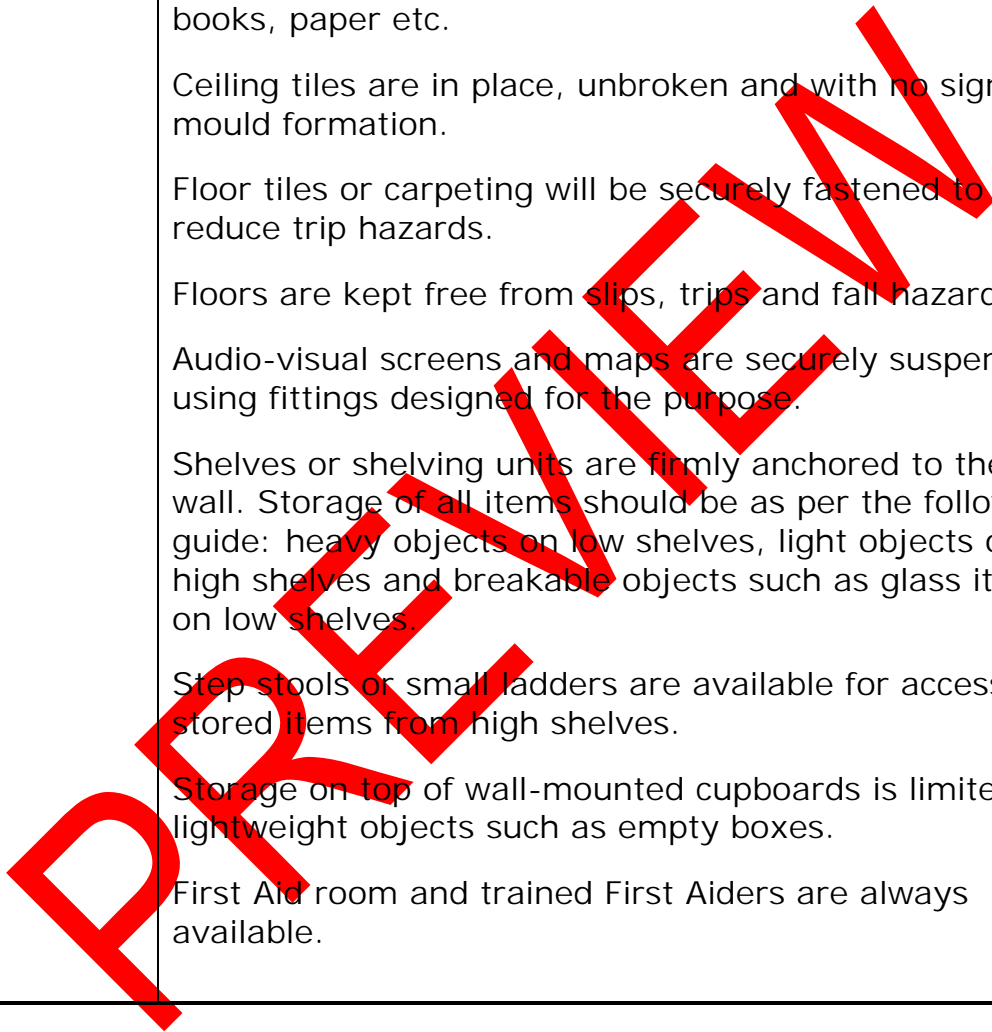 books, paper etc.
Ceiling tiles are in place, unbroken and with no sign
mould formation.
Floor tiles or carpeting will be securely fastened to
reduce trip hazards.
Floors are kept free from slips, trips and fall hazard
Audio-visual screens and maps are securely suspen
using fittings designed for the purpose.
Shelves or shelving units are firmly anchored to the
wall. Storage of all items should be as per the follo
guide: heavy objects on low shelves, light objects o
high shelves and breakable objects such as glass it
on low shelves.
Step stools or small ladders are available for access
stored items from high shelves.
Storage on top of wall-mounted cupboards is limite
lightweight objects such as empty boxes.
First Aid room and trained First Aiders are always
available.
PREVIEW